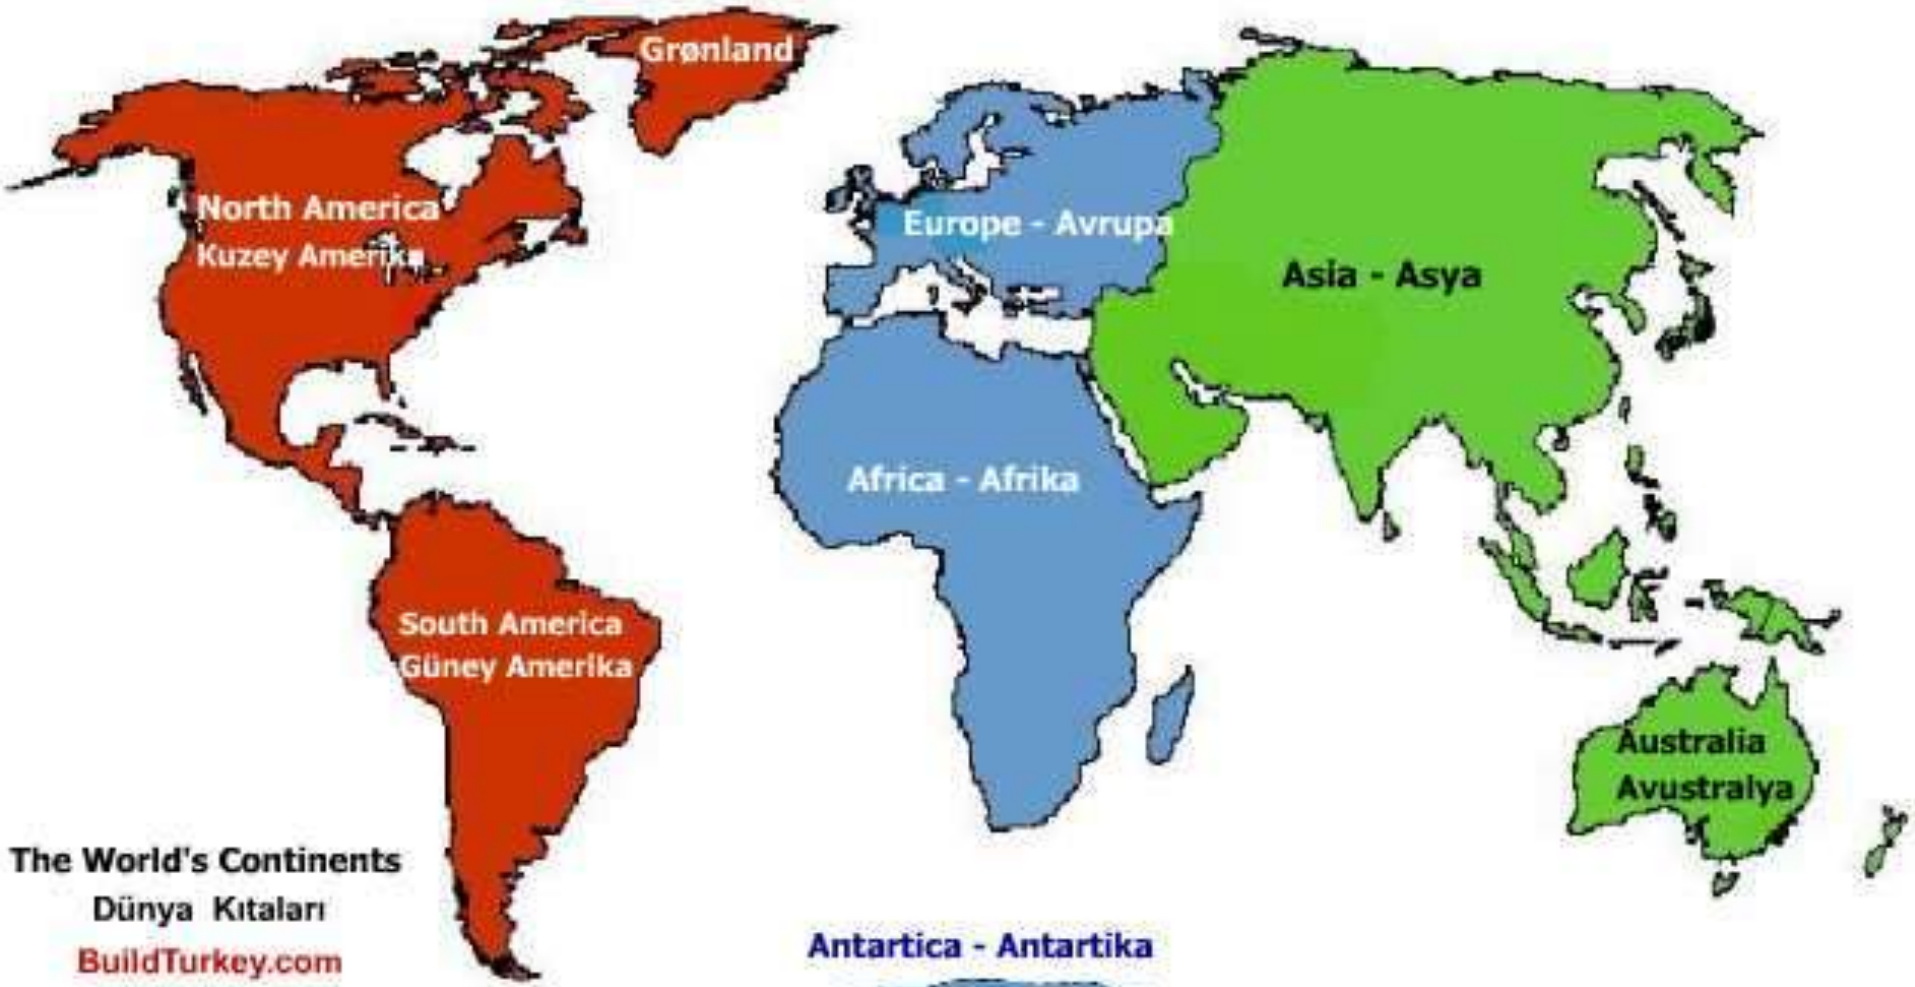 Grønland
North America
Kuzey Amerika
Europe - Avrupa
Asia - Asya
Africa - Afrika
South America
Güney Amerika
Australia
Avustralya
The World's Continents
Dünya Kıtaları
BuildTurkey.com
Antartica - Antartika